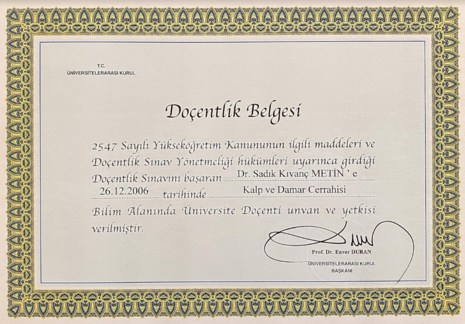 T.C.
ÜNİVERSİTELERARASI KURUL
Doçentlik Belgesi
2547 Sayılı Yükseköğretim Kanununun ilgili maddeleri ve
Doçentlik Sınav Yönetmeliği hükümleri uyarınca girdiği
Doçentlik Sınavını başaran Dr. Sadık Kıvanç METİN ' e
26.12.2006 tarihinde Kalp ve Damar Cerrahisi
Bilim Alanında Üniversite Doçenti unvan ve yetkisi
verilmiştir.
Prof. Dr. Enver DURAN
ÜNİVERSİTELERARASI KURUL
BAŞKANI